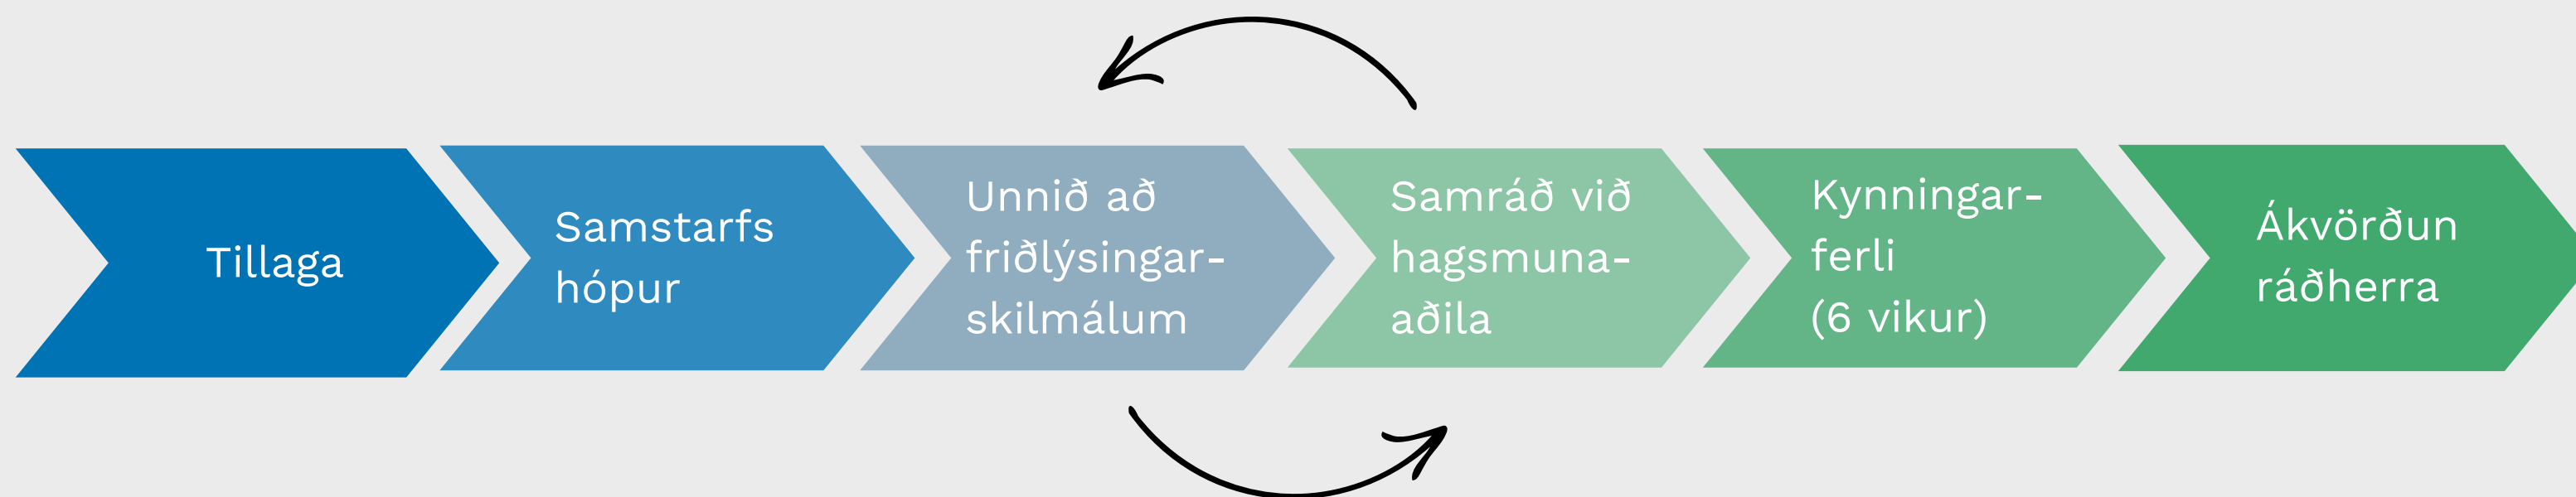 Tillaga
Samstarfs
hópur
Unnið að
friðlýsingar-
skilmálum
Samráð við
hagsmuna-
aðila
Kynningar-
ferli
(6 vikur)
Ákvörðun
ráðherra